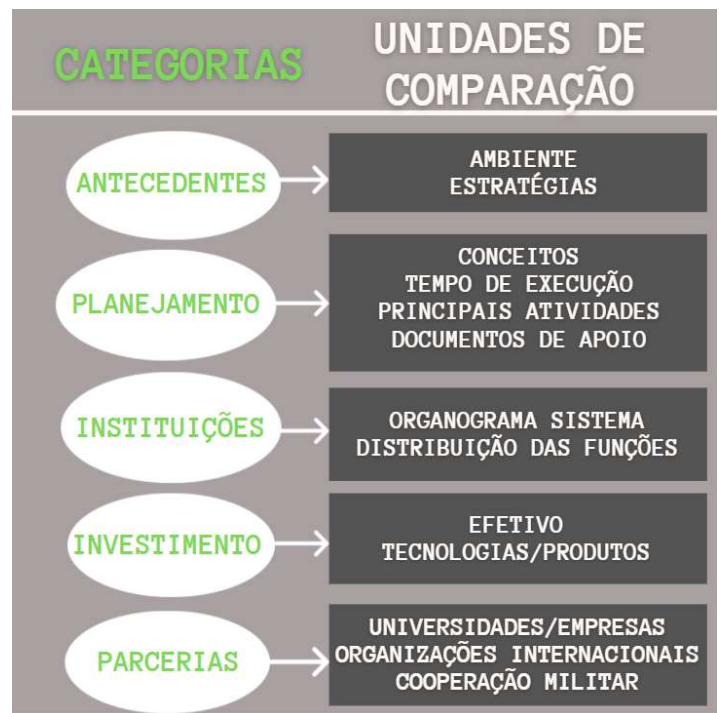 CATEGORIAS
UNIDADES DE
COMPARAÇÃO
ANTECEDENTES
AMBIENTE
ESTRATÉGIAS
PLANEJAMENTO
CONCEITOS
TEMPO DE EXECUÇÃO
PRINCIPAIS ATIVIDADES
DOCUMENTOS DE APOIO
INSTITUIÇÕES
ORGANOGRAMA SISTEMA
DISTRIBUIÇÃO DAS FUNÇÕES
INVESTIMENTO
EFETIVO
TECNOLOGIAS/PRODUTOS
PARCERIAS
UNIVERSIDADES/EMPRESAS
ORGANIZAÇÕES INTERNACIONAIS
COOPERAÇÃO MILITAR